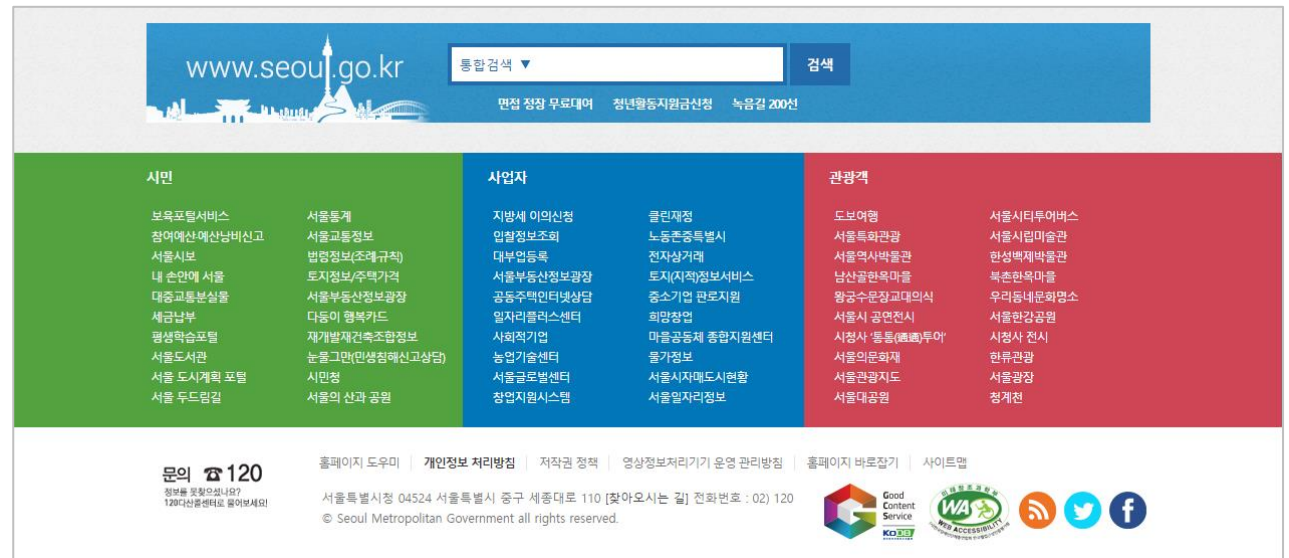 www.seoul.go.kr
통합검색 ▼
검색
면접 정장 무료대여 청년활동지원금신청 녹음길 200선
시민
보육포털서비스
참여예산·예산낭비신고
서울시보
내 손안에 서울
대중교통분실물
세금납부
평생학습포털
서울도서관
서울 도시계획 포털
서울 두드림길
서울통계
서울교통정보
법령정보(조례·규칙)
토지정보/주택가격
서울부동산정보광장
다둥이 행복카드
재개발재건축조합정보
눈물그만(민생침해신고상담)
시민청
서울의 산과 공원
사업자
지방세 이의신청
입찰정보조회
대부업등록
서울부동산정보광장
공동주택인터넷상담
일자리플러스센터
사회적기업
농업기술센터
서울글로벌센터
창업지원시스템
클린재정
노동존중특별시
전자상거래
토지(지적)정보서비스
중소기업 판로지원
희망창업
마을공동체 종합지원센터
물가정보
서울시자매도시현황
서울일자리정보
관광객
도보여행
서울특화관광
서울역사박물관
남산골한옥마을
왕궁수문장교대의식
서울시 공연전시
시청사 '통통(通通)투어'
서울의문화재
서울관광지도
서울대공원
서울시티투어버스
서울시립미술관
한성백제박물관
북촌한옥마을
우리동네문화명소
서울한강공원
시청사 전시
한류관광
서울광장
청계천
문의 ☎ 120
정보를 못찾으셨나요?
120다산콜센터로 물어보세요!
홈페이지 도우미 | 개인정보 처리방침 | 저작권 정책 | 영상정보처리기기 운영 관리방침 | 홈페이지 바로잡기 | 사이트맵
서울특별시청 04524 서울특별시 중구 세종대로 110 [찾아오시는 길] 전화번호 : 02) 120
© Seoul Metropolitan Government all rights reserved.
Good
Content
Service
KODB
WA
WEB ACCESSIBILITY